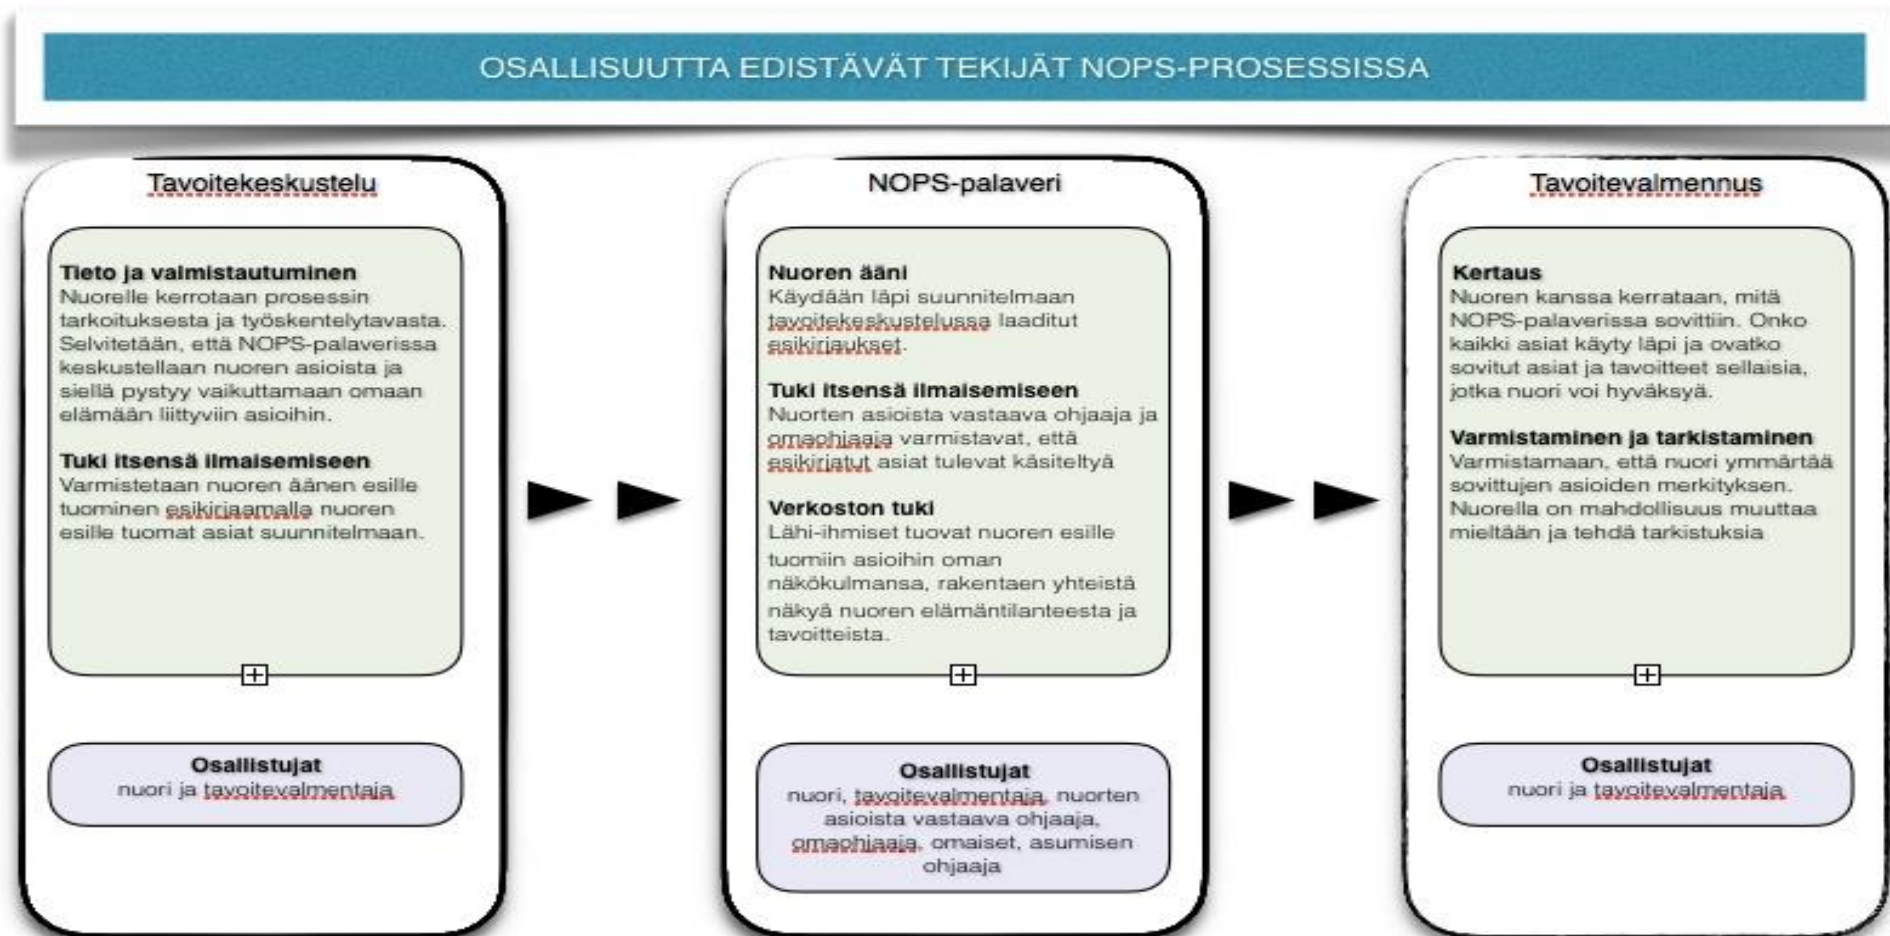 OSALLISUUTTA EDISTÄVÄT TEKIJÄT NOPS-PROSESSISSA
Tavoitekeskustelu
Tieto ja valmistautuminen
Nuorelle kerrotaan prosessin
tarkoituksesta ja työskentelytavasta.
Selvitetään, että NOPS-palaverissa
keskustellaan nuoren asioista ja
siellä pystyy vaikuttamaan omaan
elämään liittyviin asioihin.
Tuki itsensä ilmaisemiseen
Varmistetaan nuoren äänen esille
tuominen esikirjaamalla nuoren
esille tuomat asiat suunnitelmaan.
Osallistujat
nuori ja tavoitevalmentaja
NOPS-palaveri
Nuoren ääni
Käydään läpi suunnitelmaan
tavoitekeskustelussa laaditut
esikirjaukset.
Tuki itsensä ilmaisemiseen
Nuorten asioista vastaava ohjaaja ja
omaohjaaja varmistavat, että
esikirjatut asiat tulevat käsiteltyä
Verkoston tuki
Lähi-ihmiset tuovat nuoren esille
tuomiin asioihin oman
näkökulmansa, rakentaen yhteistä
näkyä nuoren elämäntilanteesta ja
tavoitteista.
Osallistujat
nuori, tavoitevalmentaja, nuorten
asioista vastaava ohjaaja,
omaohjaaja, omaiset, asumisen
ohjaaja
Tavoitevalmennus
Kertaus
Nuoren kanssa kerrataan, mitä
NOPS-palaverissa sovittiin. Onko
kaikki asiat käyty läpi ja ovatko
sovitut asiat ja tavoitteet sellaisia,
jotka nuori voi hyväksyä.
Varmistaminen ja tarkistaminen
Varmistamaan, että nuori ymmärtää
sovittujen asioiden merkityksen.
Nuorella on mahdollisuus muuttaa
mieltään ja tehdä tarkistuksia
Osallistujat
nuori ja tavoitevalmentaja